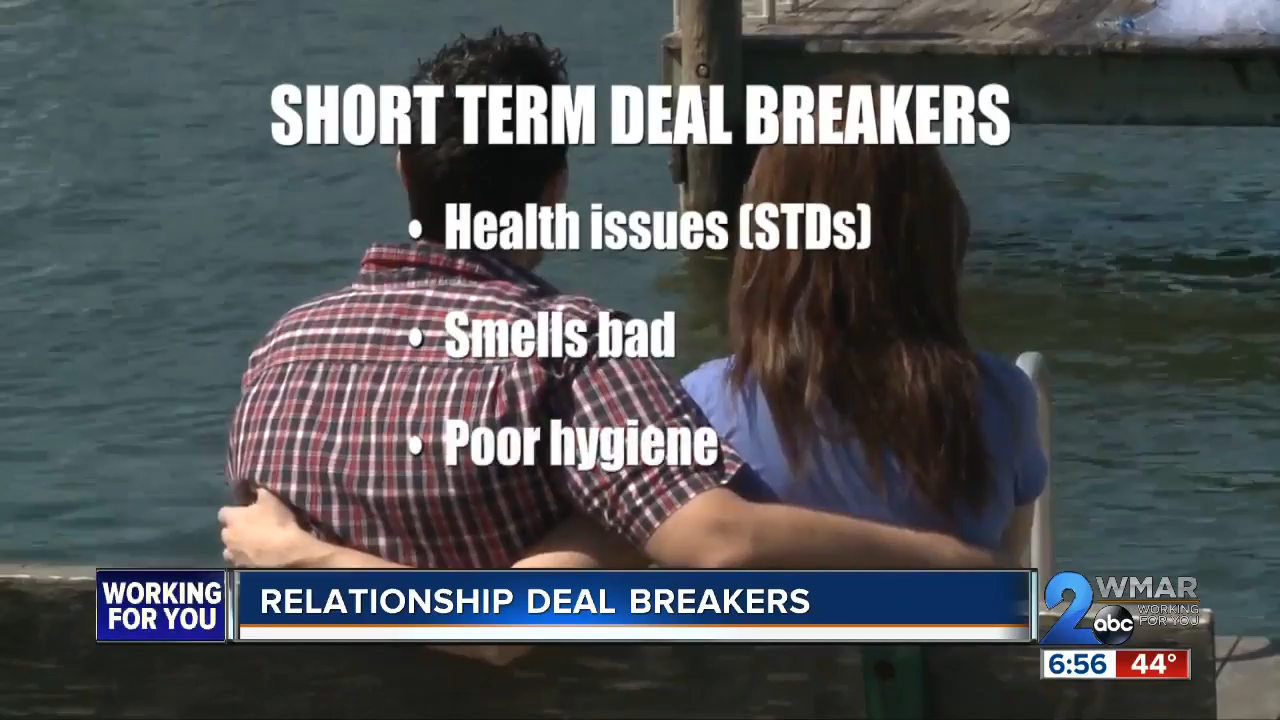 SHORT TERM DEAL BREAKERS
• Health issues (STDs)
• Smells bad
• Poor hygiene
WORKING
FOR YOU
RELATIONSHIP DEAL BREAKERS
2 WMAR
abc WORKING
FOR YOU
6:56 44°